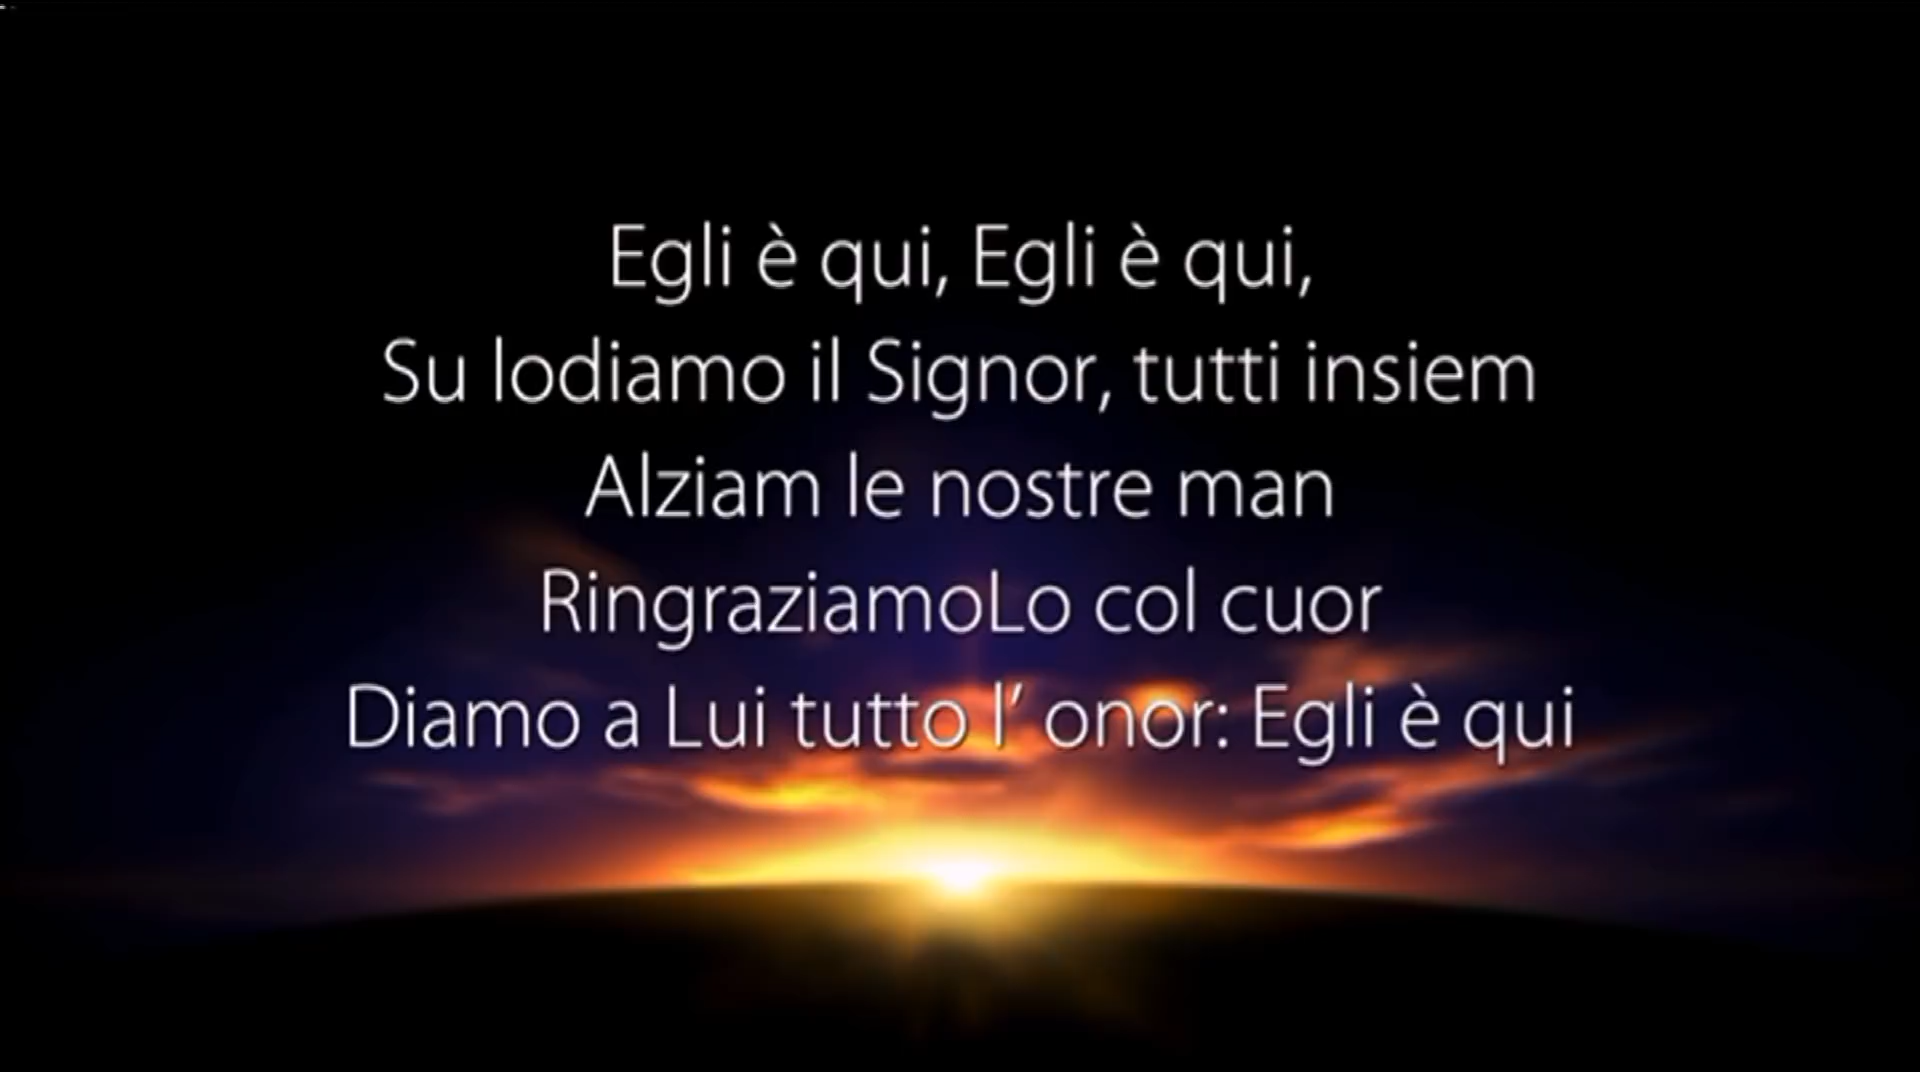 Egli è qui, Egli è qui,
Su lodiamo il Signor, tutti insiem
Alziam le nostre man
RingraziamoLo col cuor
Diamo a Lui tutto l’ onor: Egli è qui